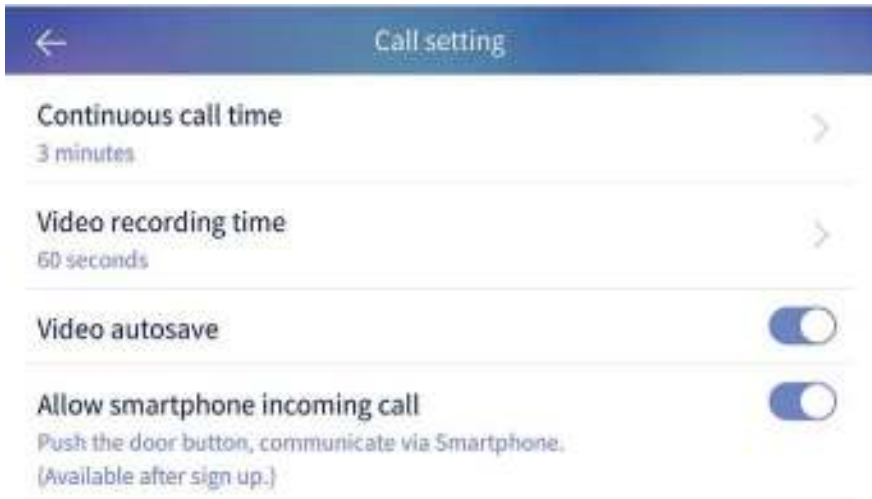 Call setting
Continuous call time
3 minutes
Video recording time
60 seconds
Video autosave
Allow smartphone incoming call
Push the door button, communicate via Smartphone.
(Available after sign up.)